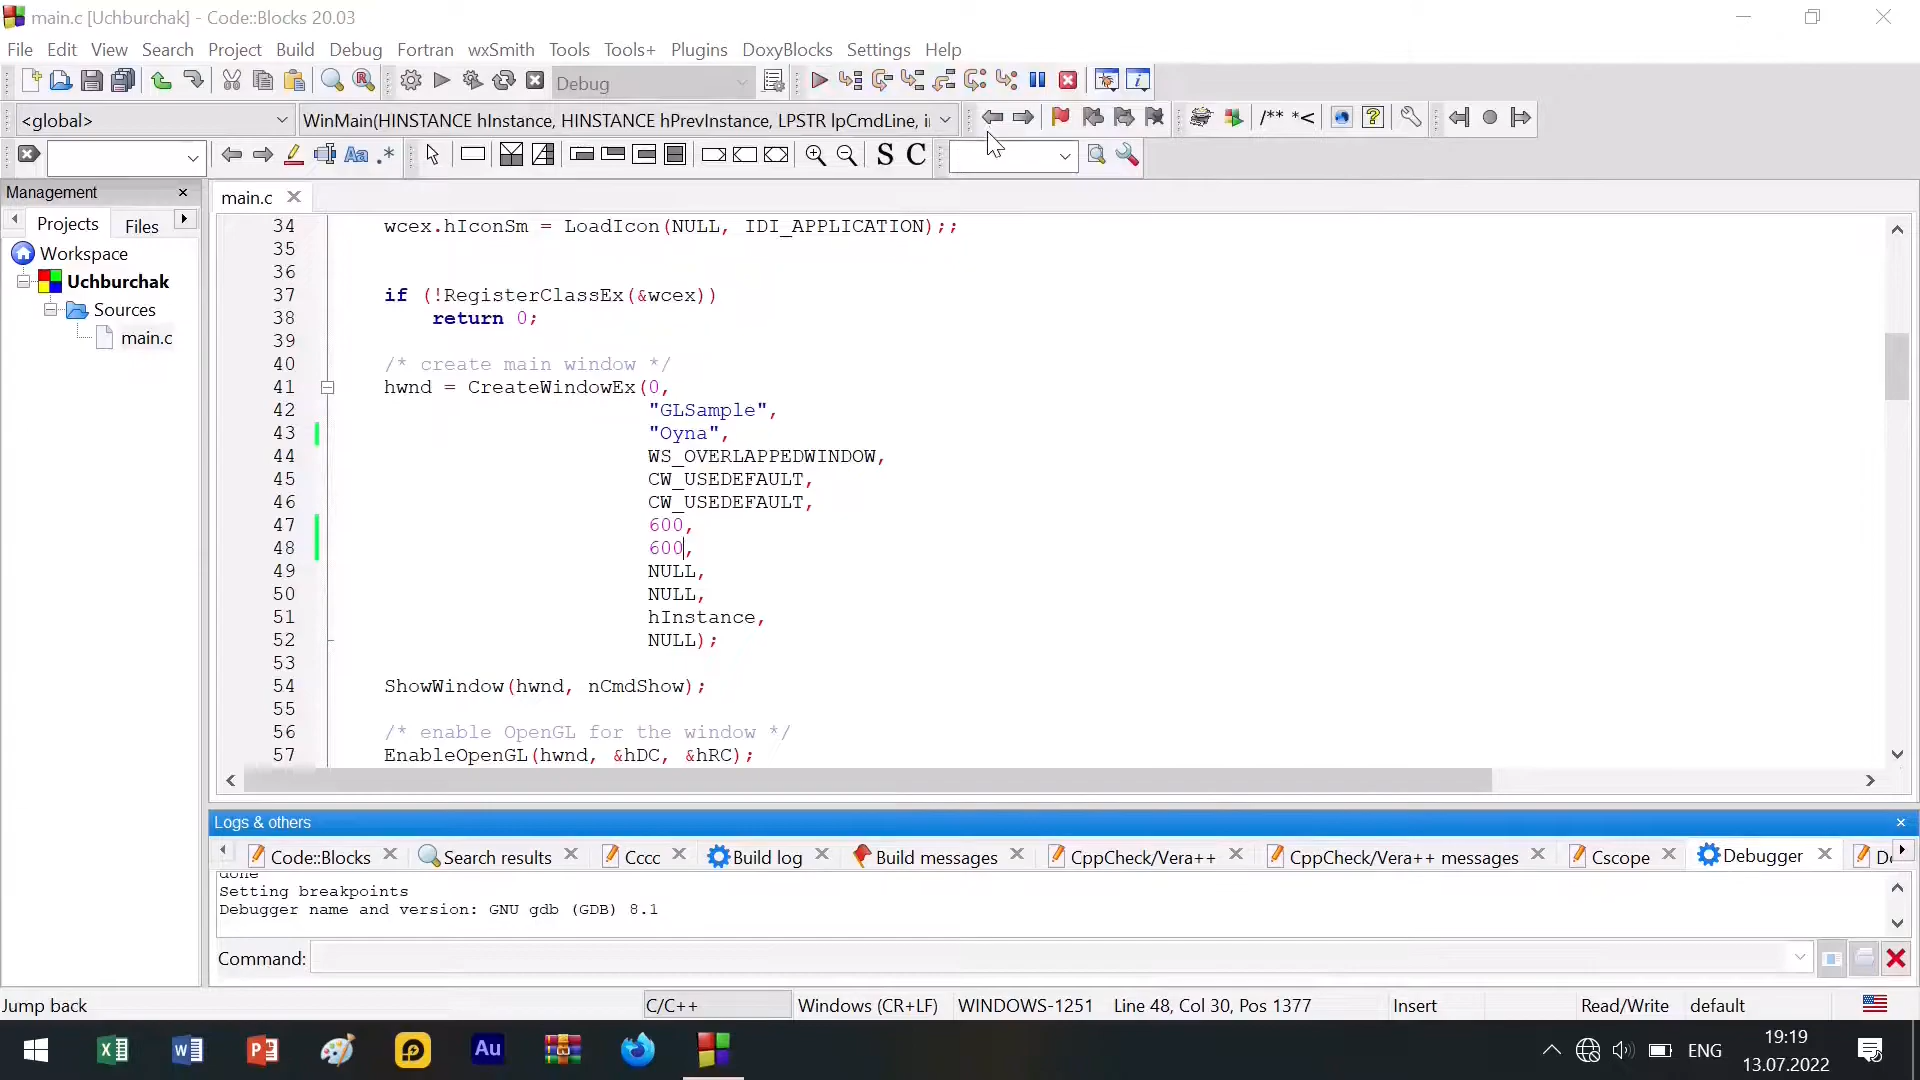 main.c [Uchburchak] - Code::Blocks 20.03
File Edit View Search Project Build Debug Fortran wxSmith Tools Tools+ Plugins DoxyBlocks Settings Help
Debug
<global> WinMain(HINSTANCE hInstance, HINSTANCE hPrevInstance, LPSTR lpCmdLine, /** *<
Aa .* S C
Management
main.c
Projects Files
Workspace
Uchburchak
Sources
main.c
34 wcex.hIconSm = LoadIcon(NULL, IDI_APPLICATION);;
35
36
37 if (!RegisterClassEx(&wcex))
38 return 0;
39
40 /* create main window */
41 hwnd = CreateWindowEx(0,
42 "GLSample",
43 "Oyna",
44 WS_OVERLAPPEDWINDOW,
45 CW_USEDEFAULT,
46 CW_USEDEFAULT,
47 600,
48 600,
49 NULL,
50 NULL,
51 hInstance,
52 NULL);
53
54 ShowWindow(hwnd, nCmdShow);
55
56 /* enable OpenGL for the window */
57 EnableOpenGL(hwnd, &hDC, &hRC);
Logs & others
Code::Blocks Search results Cccc Build log Build messages CppCheck/Vera++ CppCheck/Vera++ messages Cscope Debugger
done
Setting breakpoints
Debugger name and version: GNU gdb (GDB) 8.1
Command:
Jump back C/C++ Windows (CR+LF) WINDOWS-1251 Line 48, Col 30, Pos 1377 Insert Read/Write default
Au ENG 19:19
13.07.2022